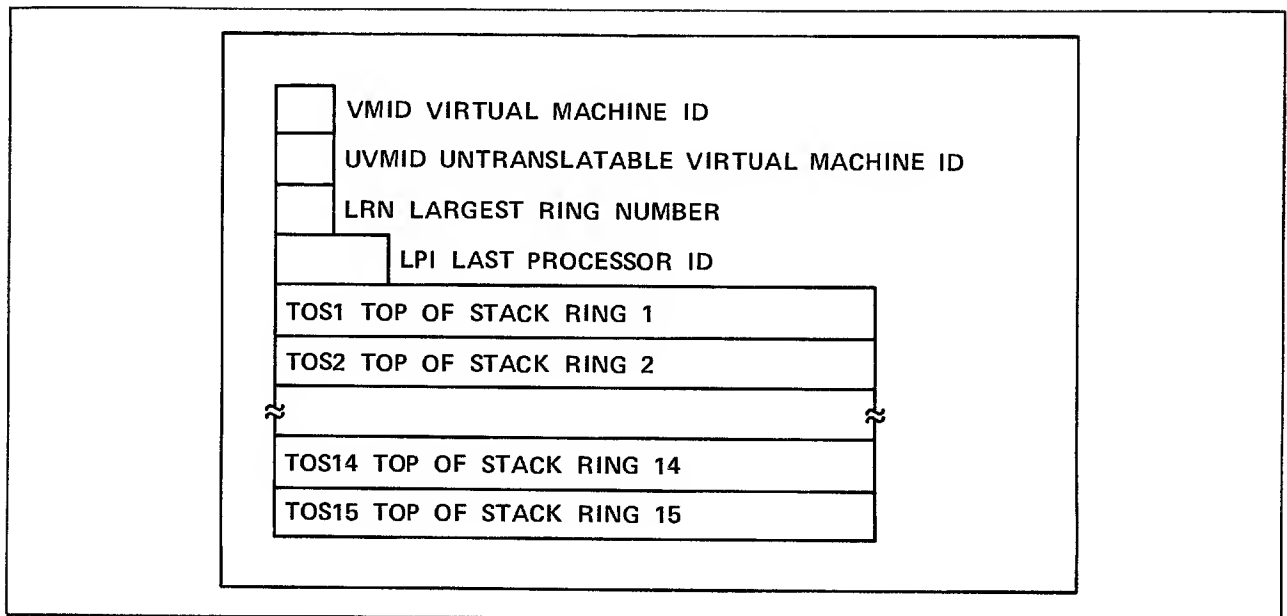 VMID VIRTUAL MACHINE ID
UVMID UNTRANSLATABLE VIRTUAL MACHINE ID
LRN LARGEST RING NUMBER
LPI LAST PROCESSOR ID
TOS1 TOP OF STACK RING 1
TOS2 TOP OF STACK RING 2
TOS14 TOP OF STACK RING 14
TOS15 TOP OF STACK RING 15